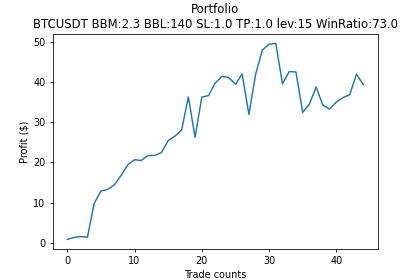 Portfolio
BTCUSDT BBM:2.3 BBL:140 SL:1.0 TP:1.0 lev:15 WinRatio:73.0
50
40
30
20
10
0
Profit ($)
0 10 20 30 40
Trade counts